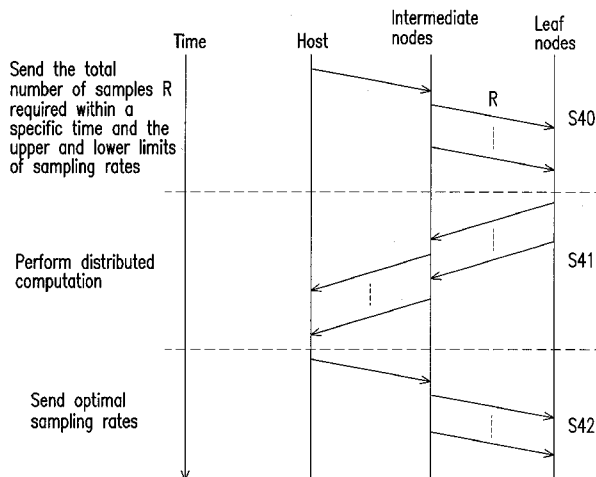 Time
Host
Intermediate
nodes
Leaf
nodes
Send the total
number of samples R
required within a
specific time and the
upper and lower limits
of sampling rates
R
S40
Perform distributed
computation
S41
Send optimal
sampling rates
S42